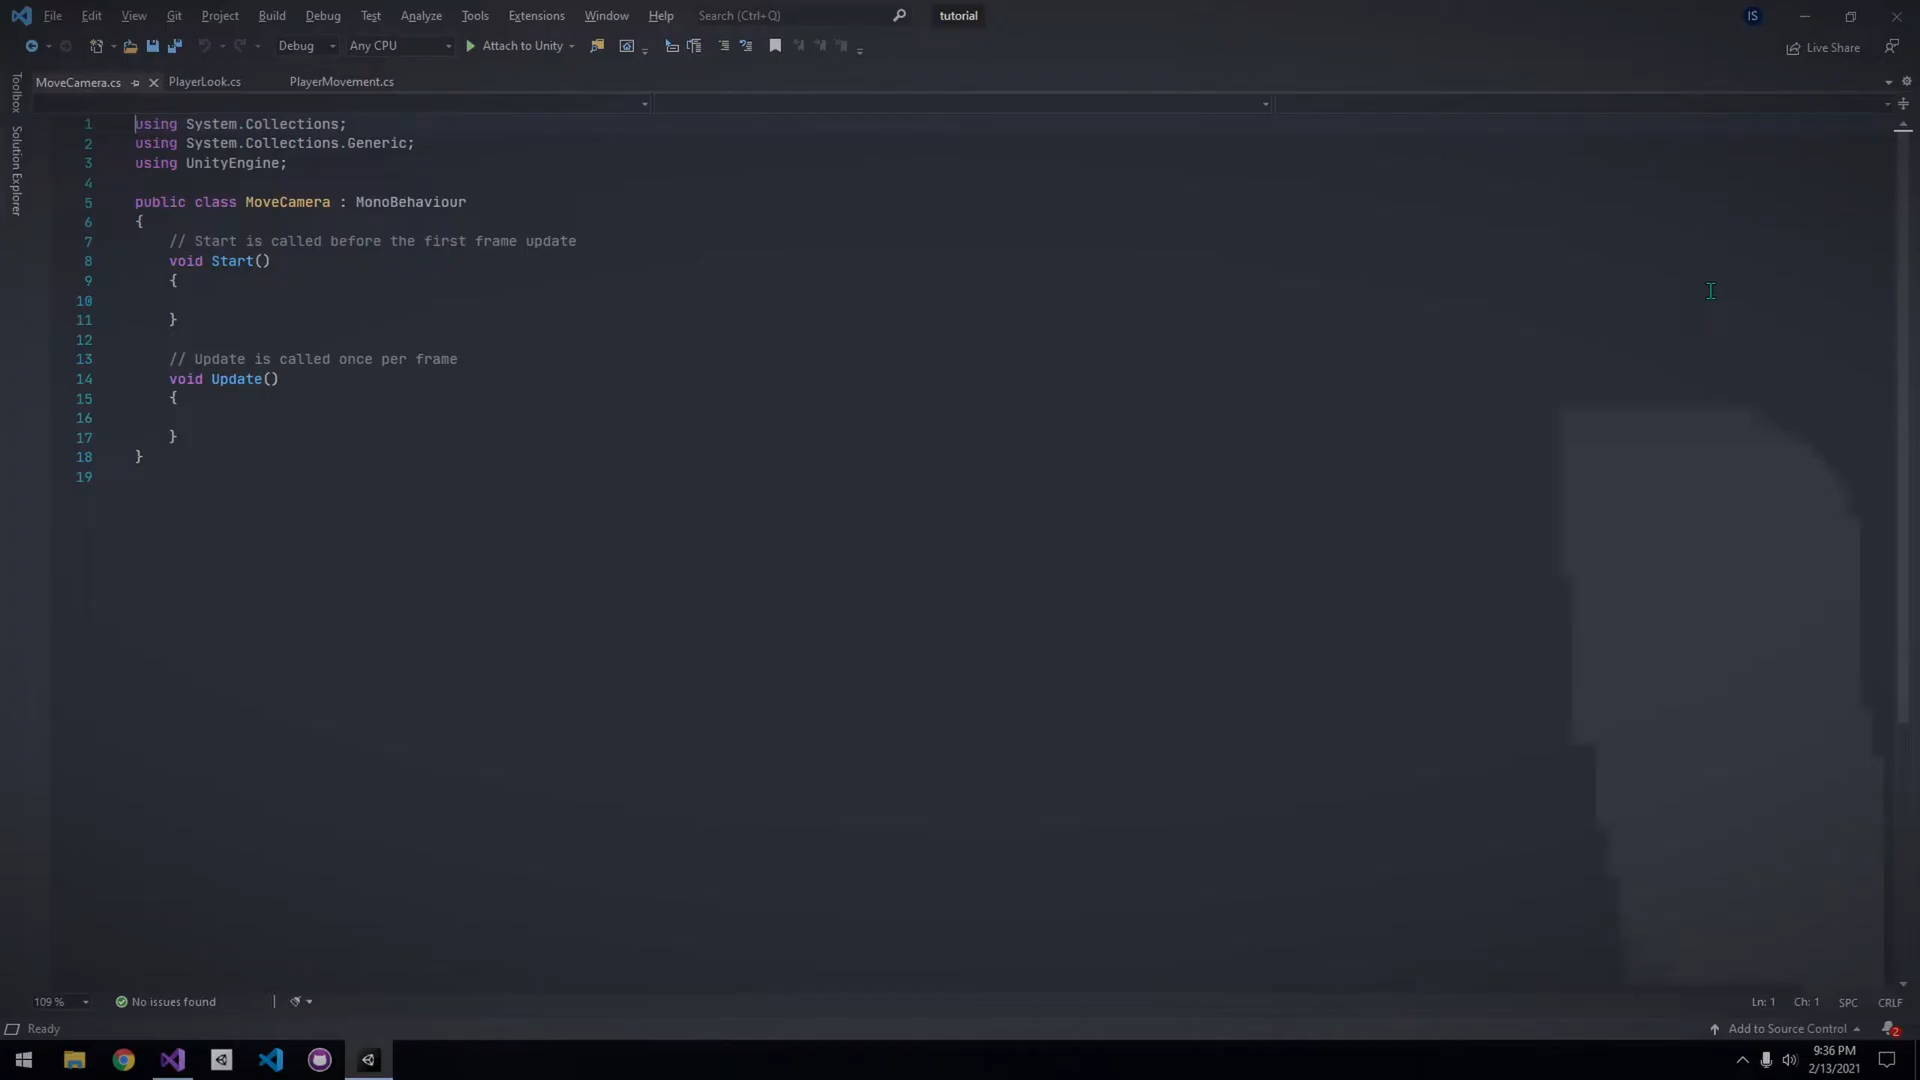 File Edit View Git Project Build Debug Test Analyze Tools Extensions Window Help Search (Ctrl+Q) tutorial IS
Debug Any CPU Attach to Unity Live Share
MoveCamera.cs PlayerLook.cs PlayerMovement.cs
Toolbox
Solution Explorer
1 using System.Collections;
2 using System.Collections.Generic;
3 using UnityEngine;
4
5 public class MoveCamera : MonoBehaviour
6 {
7 // Start is called before the first frame update
8 void Start()
9 {
10
11 }
12
13 // Update is called once per frame
14 void Update()
15 {
16
17 }
18 }
19
109 % No issues found Ln: 1 Ch: 1 SPC CRLF
Ready Add to Source Control 2
9:36 PM
2/13/2021